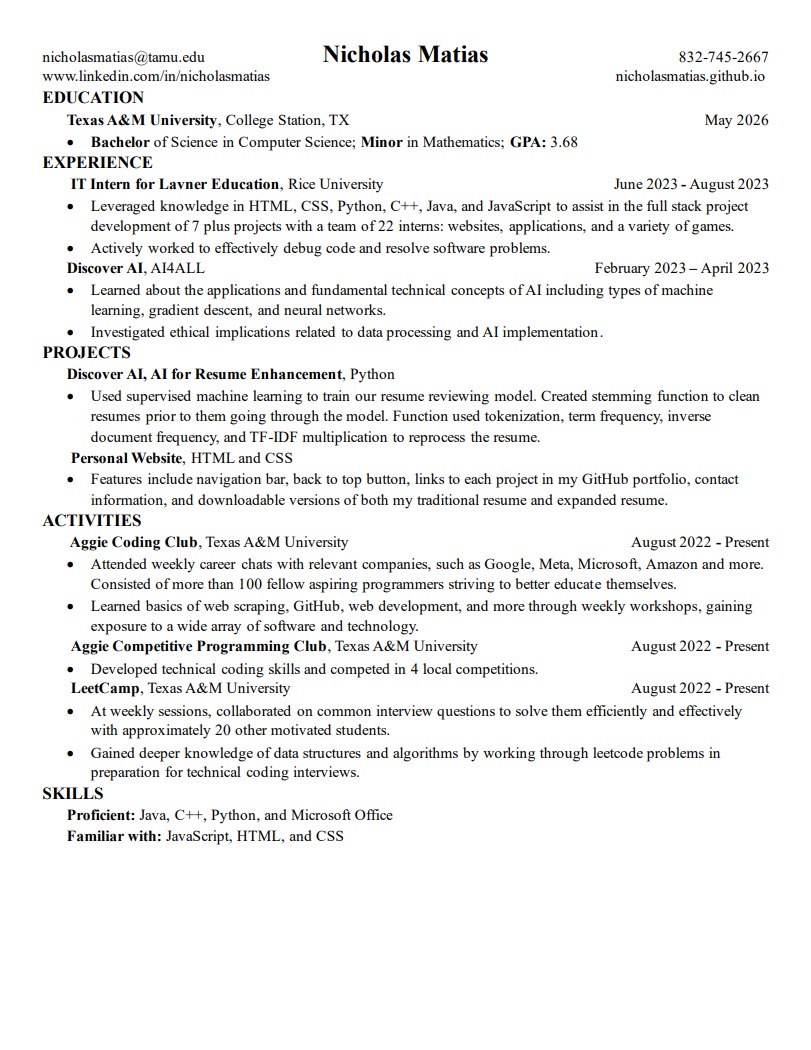 Nicholas Matias
nicholasmatias@tamu.edu 832-745-2667
www.linkedin.com/in/nicholasmatias nicholasmatias.github.io
EDUCATION
Texas A&M University, College Station, TX May 2026
• Bachelor of Science in Computer Science; Minor in Mathematics; GPA: 3.68
EXPERIENCE
IT Intern for Lavner Education, Rice University June 2023 - August 2023
• Leveraged knowledge in HTML, CSS, Python, C++, Java, and JavaScript to assist in the full stack project
development of 7 plus projects with a team of 22 interns: websites, applications, and a variety of games.
• Actively worked to effectively debug code and resolve software problems.
Discover AI, AI4ALL February 2023 – April 2023
• Learned about the applications and fundamental technical concepts of AI including types of machine
learning, gradient descent, and neural networks.
• Investigated ethical implications related to data processing and AI implementation.
PROJECTS
Discover AI, AI for Resume Enhancement, Python
• Used supervised machine learning to train our resume reviewing model. Created stemming function to clean
resumes prior to them going through the model. Function used tokenization, term frequency, inverse
document frequency, and TF-IDF multiplication to reprocess the resume.
Personal Website, HTML and CSS
• Features include navigation bar, back to top button, links to each project in my GitHub portfolio, contact
information, and downloadable versions of both my traditional resume and expanded resume.
ACTIVITIES
Aggie Coding Club, Texas A&M University August 2022 - Present
• Attended weekly career chats with relevant companies, such as Google, Meta, Microsoft, Amazon and more.
Consisted of more than 100 fellow aspiring programmers striving to better educate themselves.
• Learned basics of web scraping, GitHub, web development, and more through weekly workshops, gaining
exposure to a wide array of software and technology.
Aggie Competitive Programming Club, Texas A&M University August 2022 - Present
• Developed technical coding skills and competed in 4 local competitions.
LeetCamp, Texas A&M University August 2022 - Present
• At weekly sessions, collaborated on common interview questions to solve them efficiently and effectively
with approximately 20 other motivated students.
• Gained deeper knowledge of data structures and algorithms by working through leetcode problems in
preparation for technical coding interviews.
SKILLS
Proficient: Java, C++, Python, and Microsoft Office
Familiar with: JavaScript, HTML, and CSS